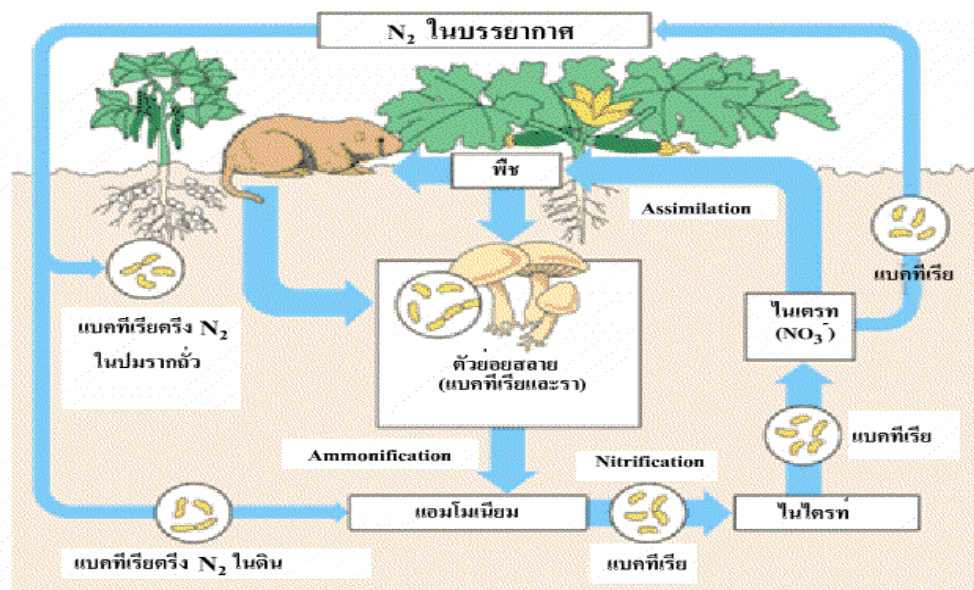 N₂ ในบรรยากาศ
พืช
Assimilation
แบคทีเรีย
แบคทีเรียตรึง N₂
ในปมรากถั่ว
ไนเตรท
(NO₃⁻)
ตัวย่อยสลาย
(แบคทีเรียและรา)
แบคทีเรีย
Ammonification
Nitrification
แอมโมเนียม
ไนไตรท์
แบคทีเรียตรึง N₂ ในดิน
แบคทีเรีย